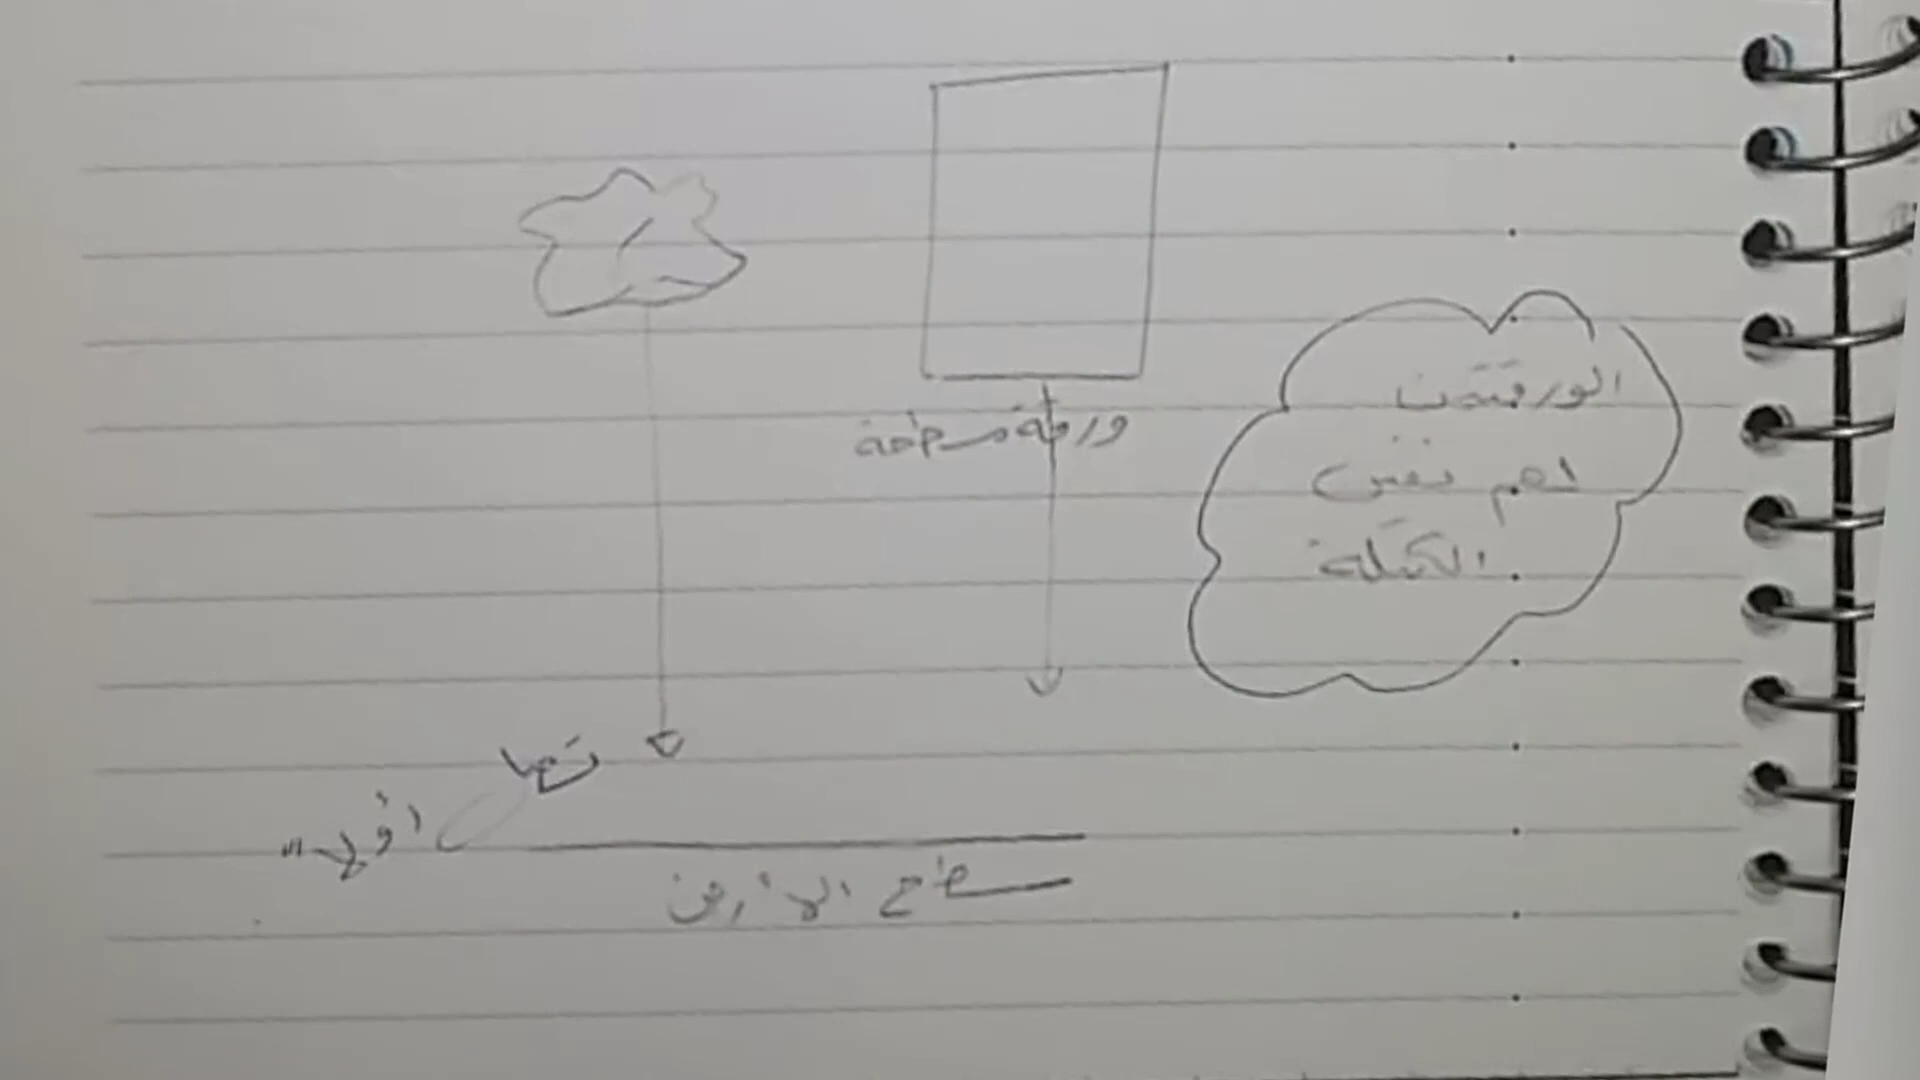 ورقة مسطحة
الورقتين
لهم نفس
الكتلة
تصل
أولاً
سطح الأرض